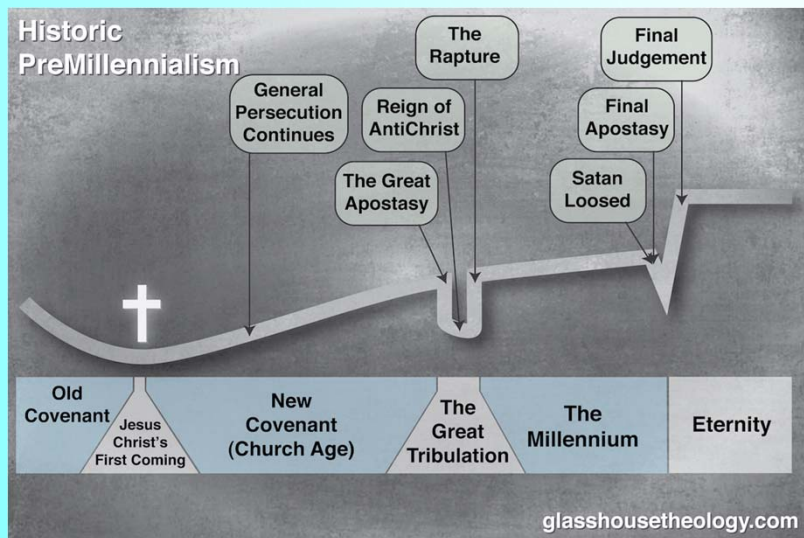 Historic
PreMillennialism
General
Persecution
Continues
Reign of
AntiChrist
The Great
Apostasy
The
Rapture
Final
Judgement
Final
Apostasy
Satan
Loosed
Old
Covenant
Jesus
Christ's
First Coming
New
Covenant
(Church Age)
The
Great
Tribulation
The
Millennium
Eternity
glasshousetheology.com